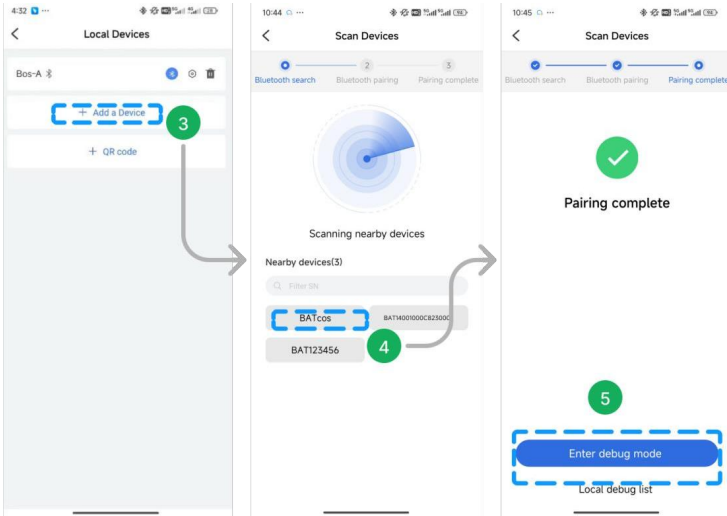 4:32
Local Devices
Bos-A
+ Add a Device
3
+ QR code
10:44
Scan Devices
2
3
Bluetooth search
Bluetooth pairing
Pairing complete
Scanning nearby devices
Nearby devices(3)
Filter SN
BATcos
BAT123456
4
10:45
Scan Devices
Bluetooth search
Bluetooth pairing
Pairing complete
Pairing complete
5
Enter debug mode
Local debug list